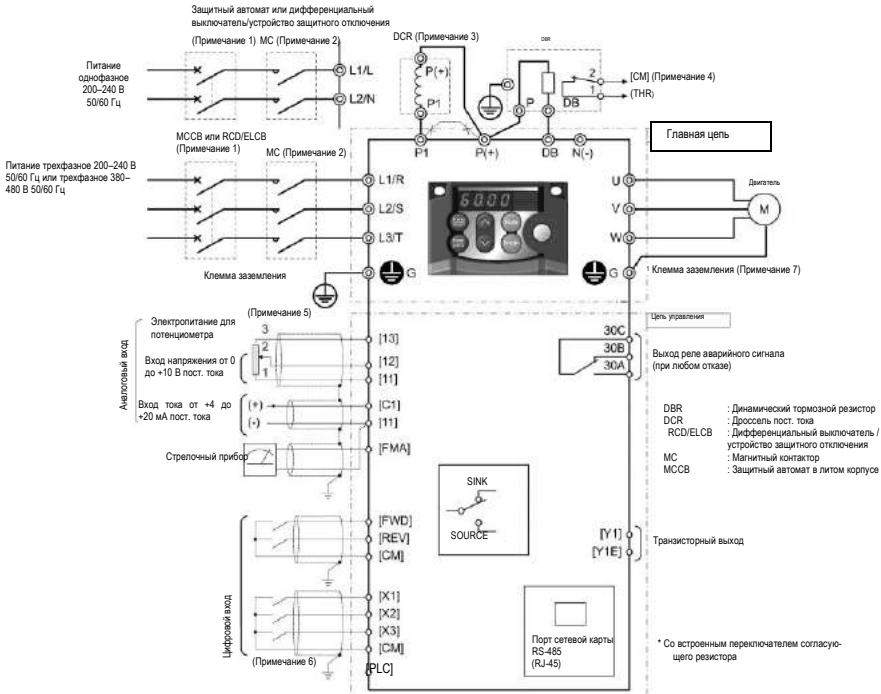 Защитный автомат или дифференциальный
выключатель/устройство защитного отключения
(Примечание 1) MC (Примечание 2)
DCR (Примечание 3)
DBR
Питание
однофазное
200–240 В
50/60 Гц
L1/L
L2/N
P(+)
P1
P
DB
2
1
[CM] (Примечание 4)
(THR)
P1
P(+)
DB
N(-)
Главная цепь
MCCB или RCD/ELCB
(Примечание 1)
MC (Примечание 2)
Питание трехфазное 200–240 В
50/60 Гц или трехфазное 380–
480 В 50/60 Гц
L1/R
L2/S
L3/T
6000
U
V
W
Двигатель
M
Клемма заземления
G
G
Клемма заземления (Примечание 7)
Цепь управления
(Примечание 5)
Аналоговый вход
Электропитание для
потенциометра
3
2
1
Вход напряжения от 0
до +10 В пост. тока
[13]
[12]
[11]
Вход тока от +4 до
+20 мА пост. тока
(+)
(-)
[C1]
[11]
Стрелочный прибор
[FMA]
30C
30B
30A
Выход реле аварийного сигнала
(при любом отказе)
DBR : Динамический тормозной резистор
DCR : Дроссель пост. тока
RCD/ELCB : Дифференциальный выключатель /
устройство защитного отключения
MC : Магнитный контактор
MCCB : Защитный автомат в литом корпусе
SINK
SOURCE
Цифровой вход
[FWD]
[REV]
[CM]
[Y1]
[Y1E]
Транзисторный выход
[X1]
[X2]
[X3]
[CM]
(Примечание 6)
[PLC]
Порт сетевой карты
RS-485
(RJ-45)
* Со встроенным переключателем согласую-
щего резистора